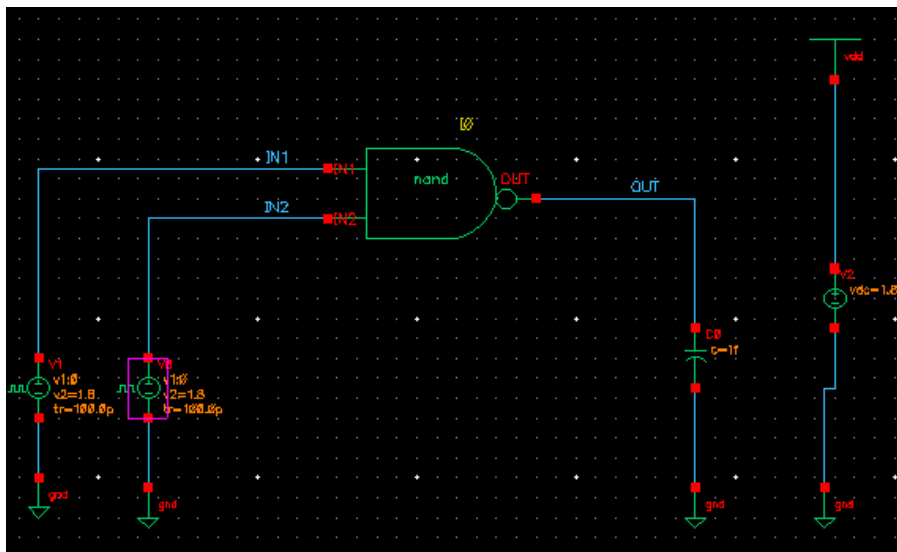 vdd
I0
IN1
IN1
nand
OUT
OUT
IN2
IN2
V2
vdc=1.8
C0
c=1f
V1
v1:0
v2=1.8
tr=100.0p
v1:0
v2=1.8
tr=100.0p
gnd
gnd
gnd
gnd